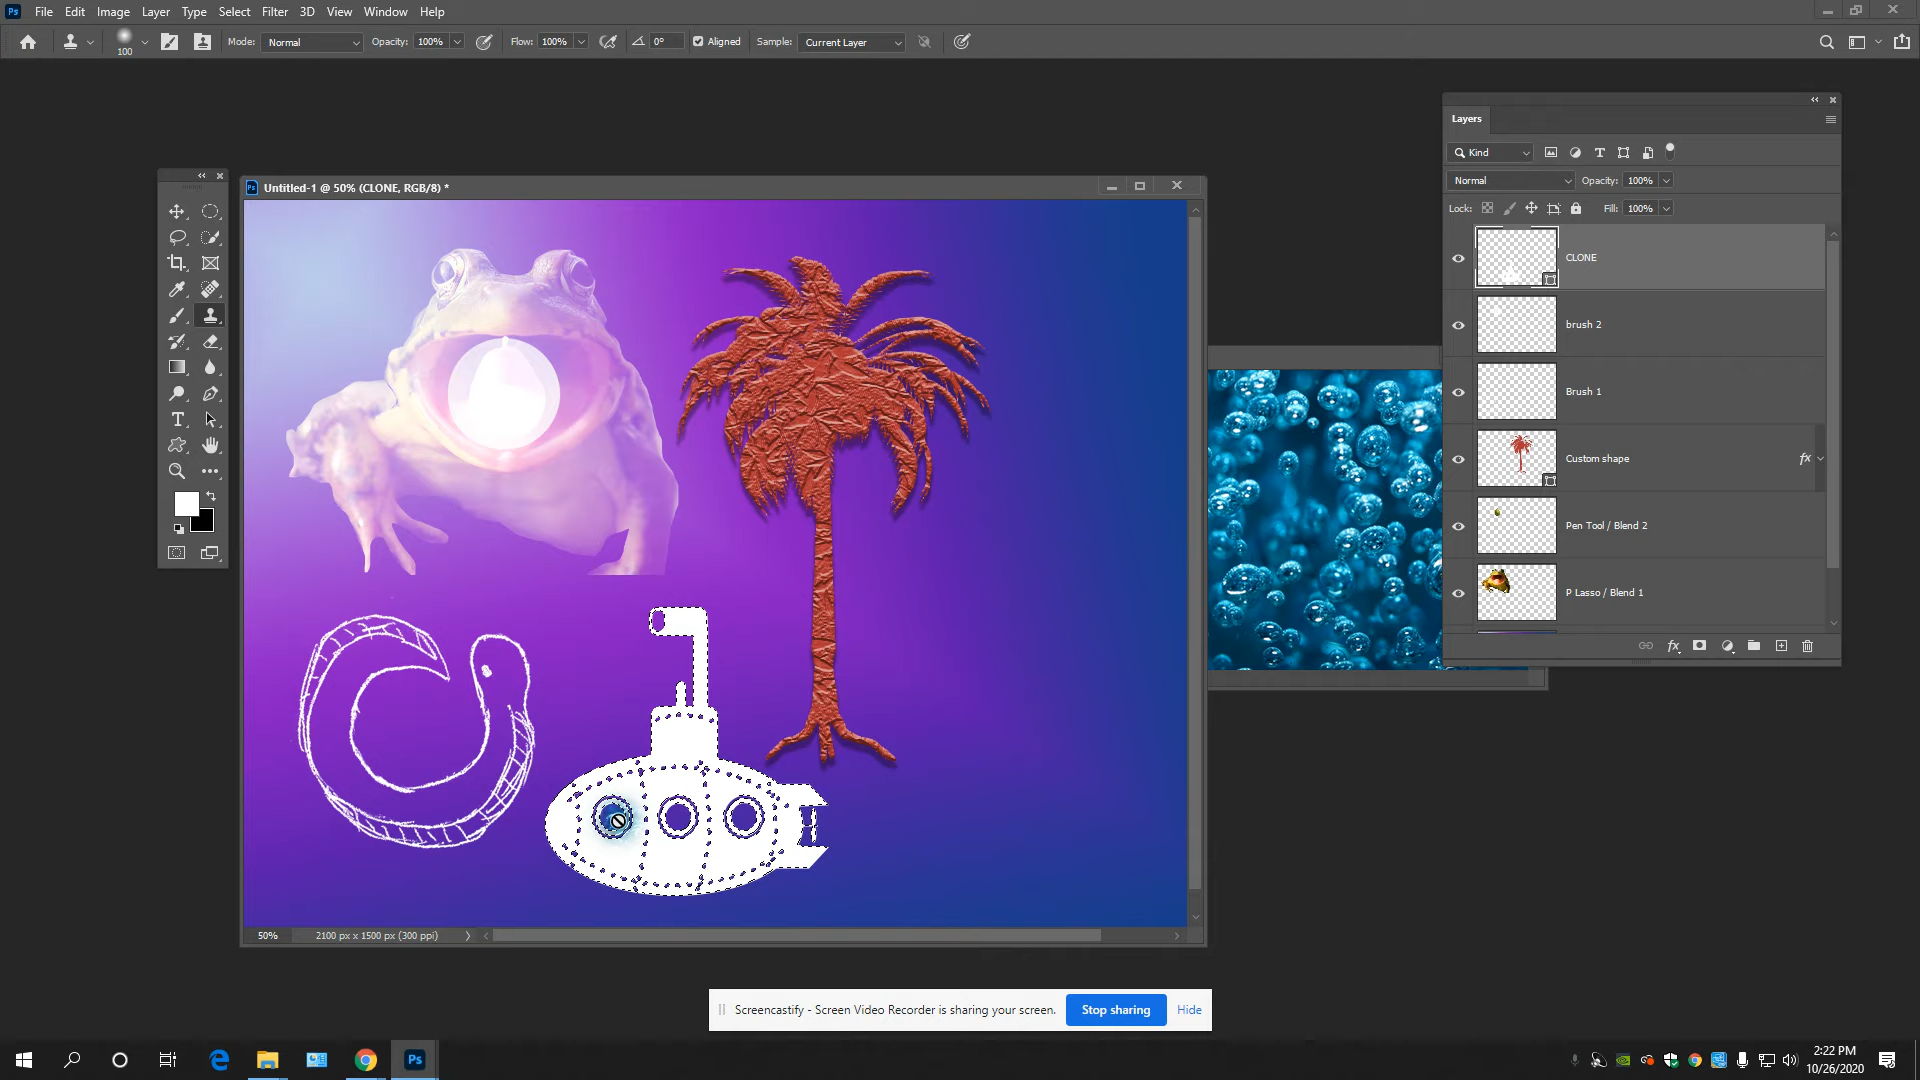 Ps File Edit Image Layer Type Select Filter 3D View Window Help
100 Mode: Normal Opacity: 100% Flow: 100% 0° Aligned Sample: Current Layer
Layers
Kind
Normal Opacity: 100%
Lock: Fill: 100%
Ps Untitled-1 @ 50% (CLONE, RGB/8) *
CLONE
brush 2
Brush 1
Custom shape fx
Pen Tool / Blend 2
P Lasso / Blend 1
fx
50% 2100 px x 1500 px (300 ppi)
Screencastify - Screen Video Recorder is sharing your screen. Stop sharing Hide
Ps
2:22 PM
10/26/2020